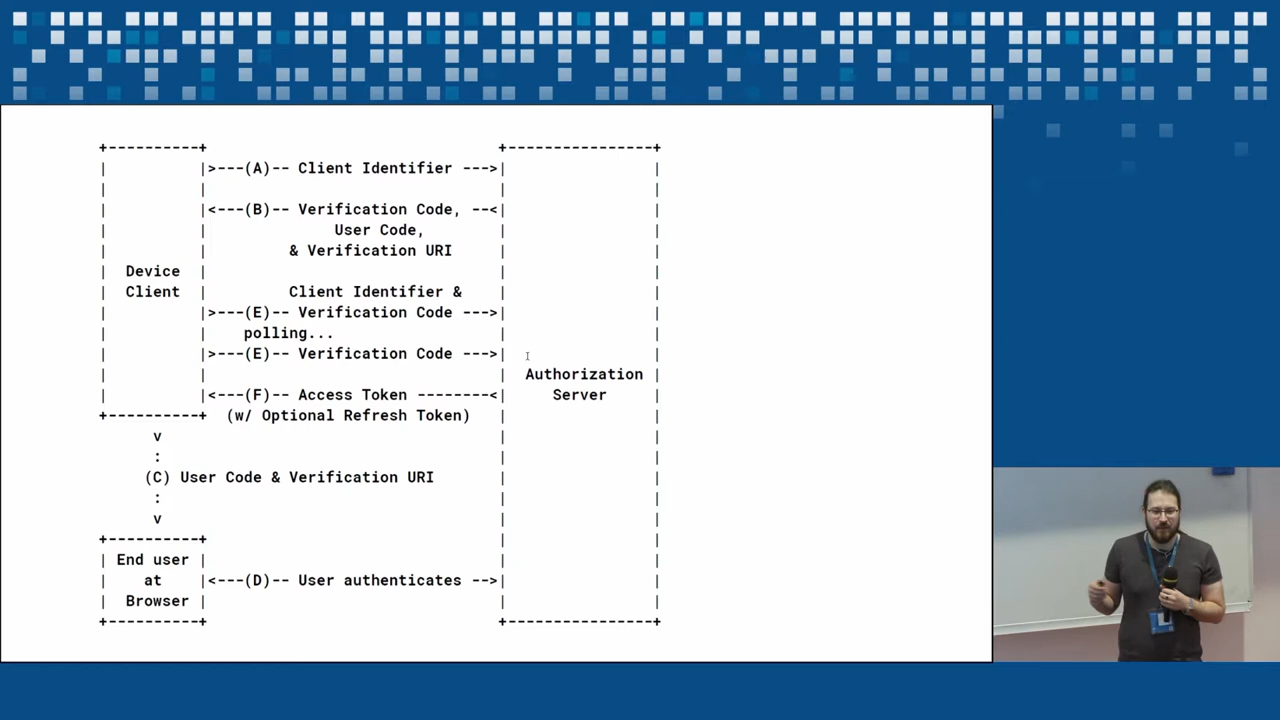 +----------+                                +---------------+
|          |>---(A)-- Client Identifier --->|               |
|          |                                |               |
|          |<---(B)-- Verification Code, --<|               |
|          |              User Code,        |               |
|          |         & Verification URI     |               |
|  Device  |                                |               |
|  Client  |         Client Identifier &    |               |
|          |>---(E)-- Verification Code --->|               |
|          |    polling...                  |               |
|          |>---(E)-- Verification Code --->|               |
|          |                                |  Authorization |
|          |<---(F)-- Access Token --------<|     Server    |
+----------+  (w/ Optional Refresh Token)   |               |
      v                                     |               |
      :                                     |               |
     (C) User Code & Verification URI       |               |
      :                                     |               |
      v                                     |               |
+----------+                                |               |
| End user |                                |               |
|    at    |<---(D)-- User authenticates -->|               |
|  Browser |                                |               |
+----------+                                +---------------+